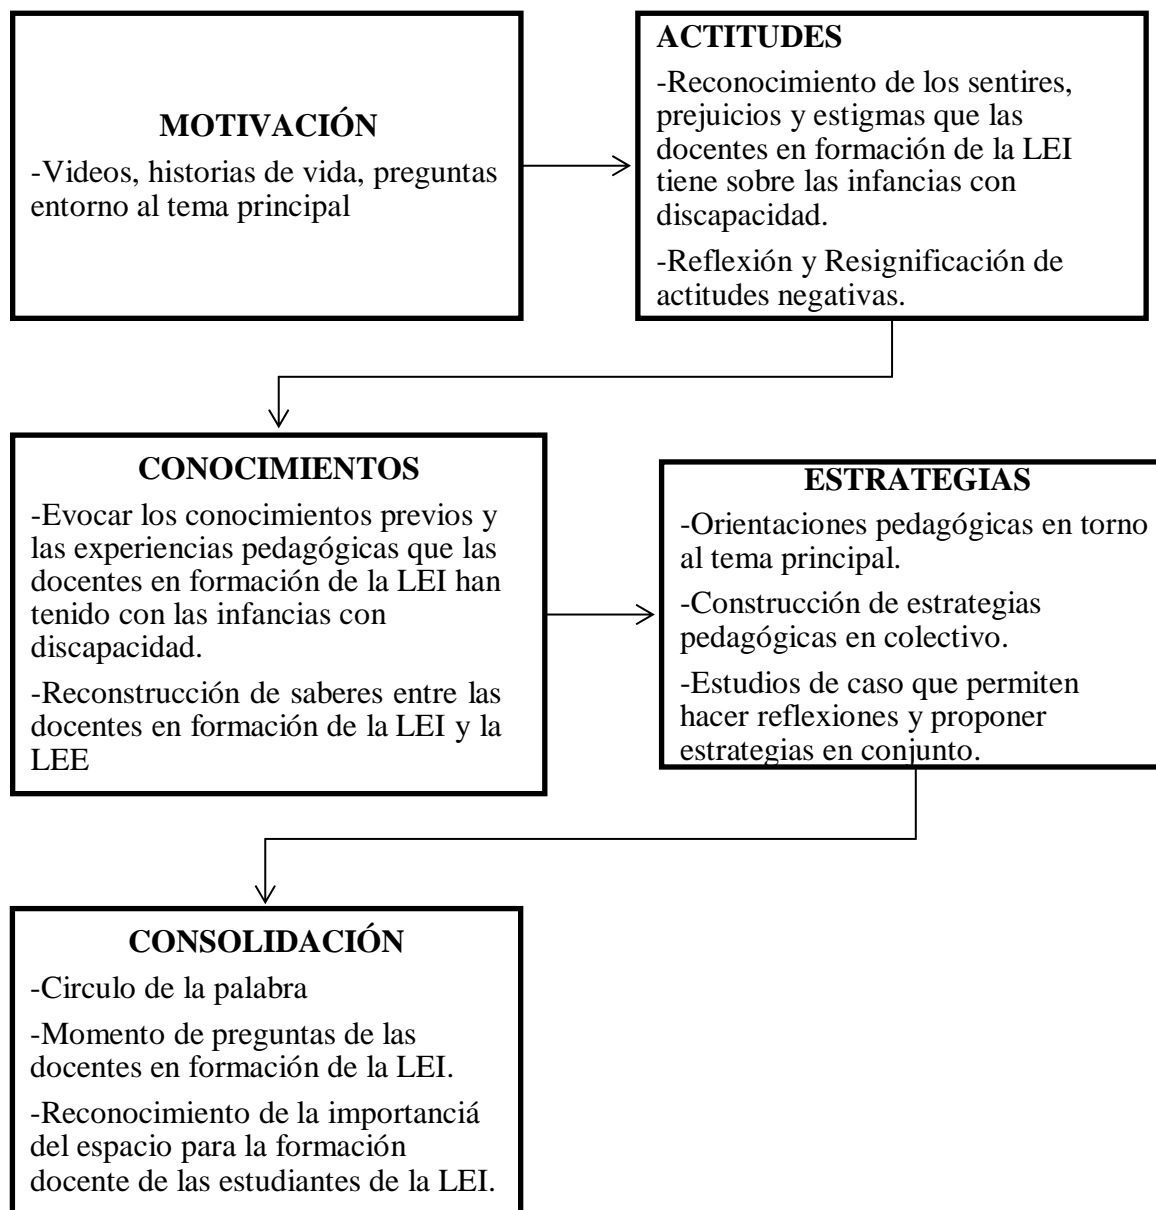 MOTIVACIÓN
-Videos, historias de vida, preguntas
entorno al tema principal
ACTITUDES
-Reconocimiento de los sentires,
prejuicios y estigmas que las
docentes en formación de la LEI
tiene sobre las infancias con
discapacidad.
-Reflexión y Resignificación de
actitudes negativas.
CONOCIMIENTOS
-Evocar los conocimientos previos y
las experiencias pedagógicas que las
docentes en formación de la LEI han
tenido con las infancias con
discapacidad.
-Reconstrucción de saberes entre las
docentes en formación de la LEI y la
LEE
ESTRATEGIAS
-Orientaciones pedagógicas en torno
al tema principal.
-Construcción de estrategias
pedagógicas en colectivo.
-Estudios de caso que permiten
hacer reflexiones y proponer
estrategias en conjunto.
CONSOLIDACIÓN
-Circulo de la palabra
-Momento de preguntas de las
docentes en formación de la LEI.
-Reconocimiento de la importanciá
del espacio para la formación
docente de las estudiantes de la LEI.